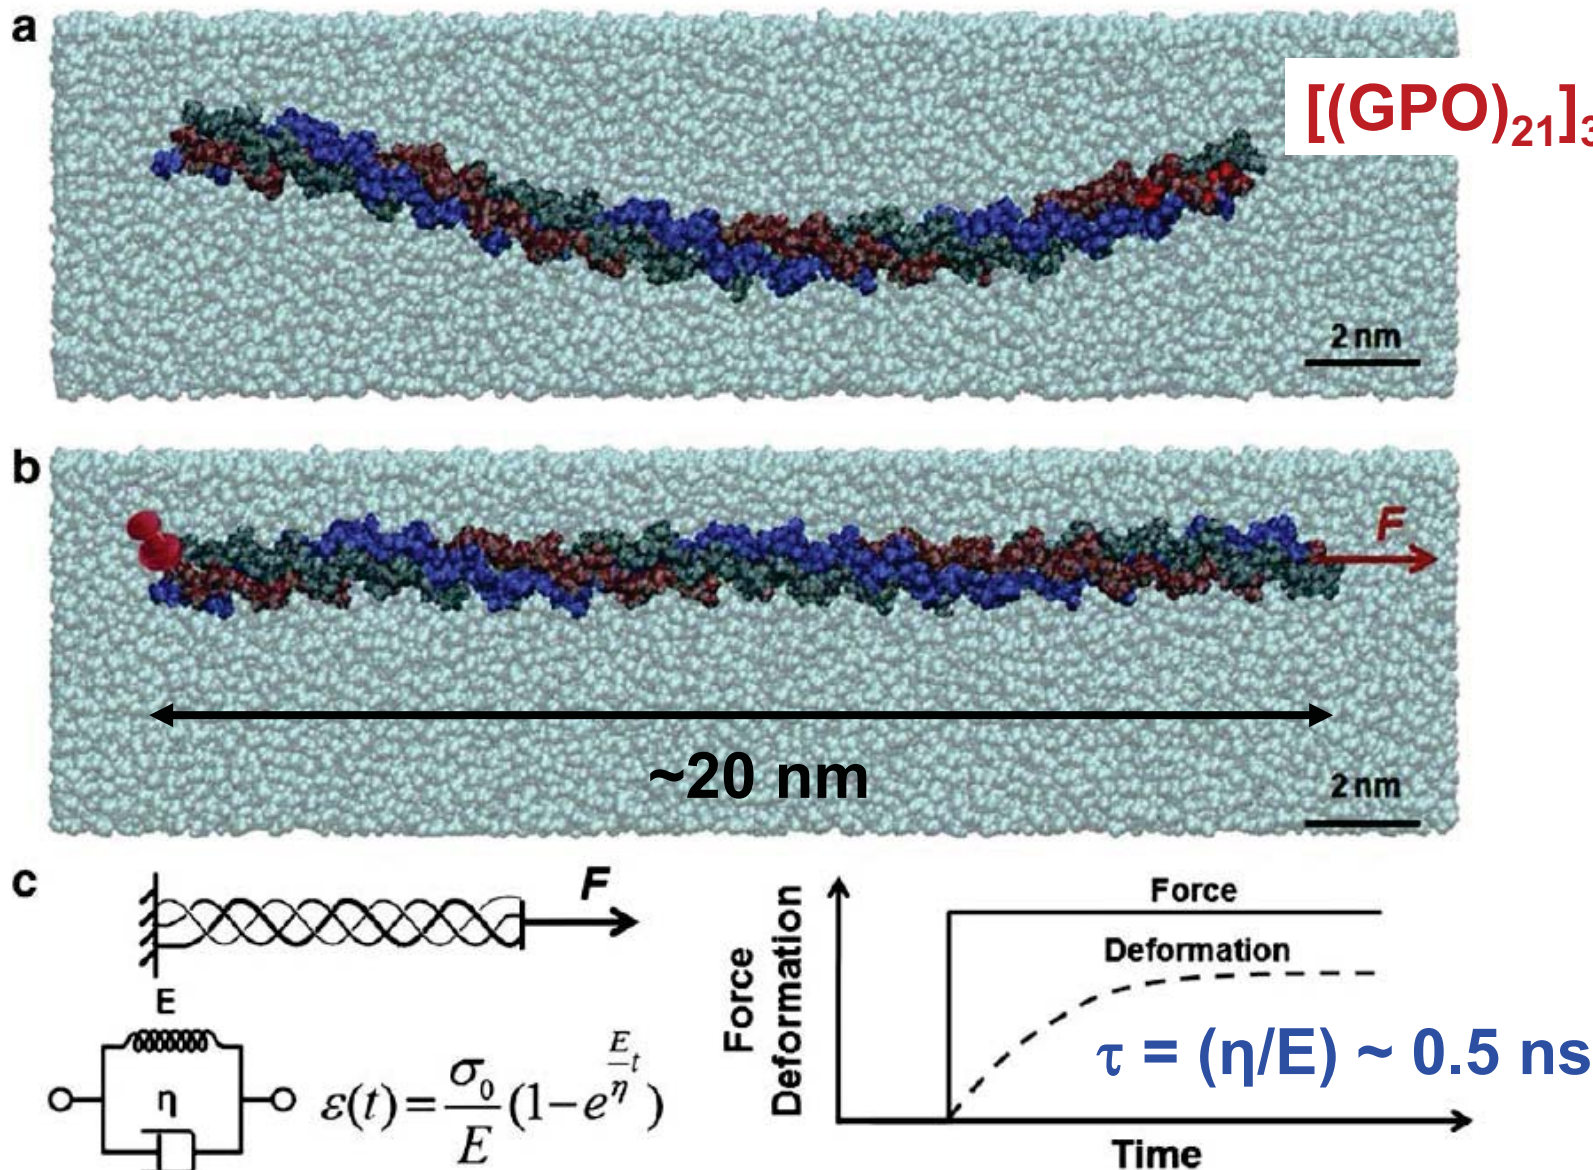 a
[(GPO)21]3
2 nm
b
F
~20 nm
2 nm
c
F
E
η
ε(t) = σ0/E (1 − e^(E/η t))
Force
Deformation
Force
Deformation
τ = (η/E) ~ 0.5 ns
Time